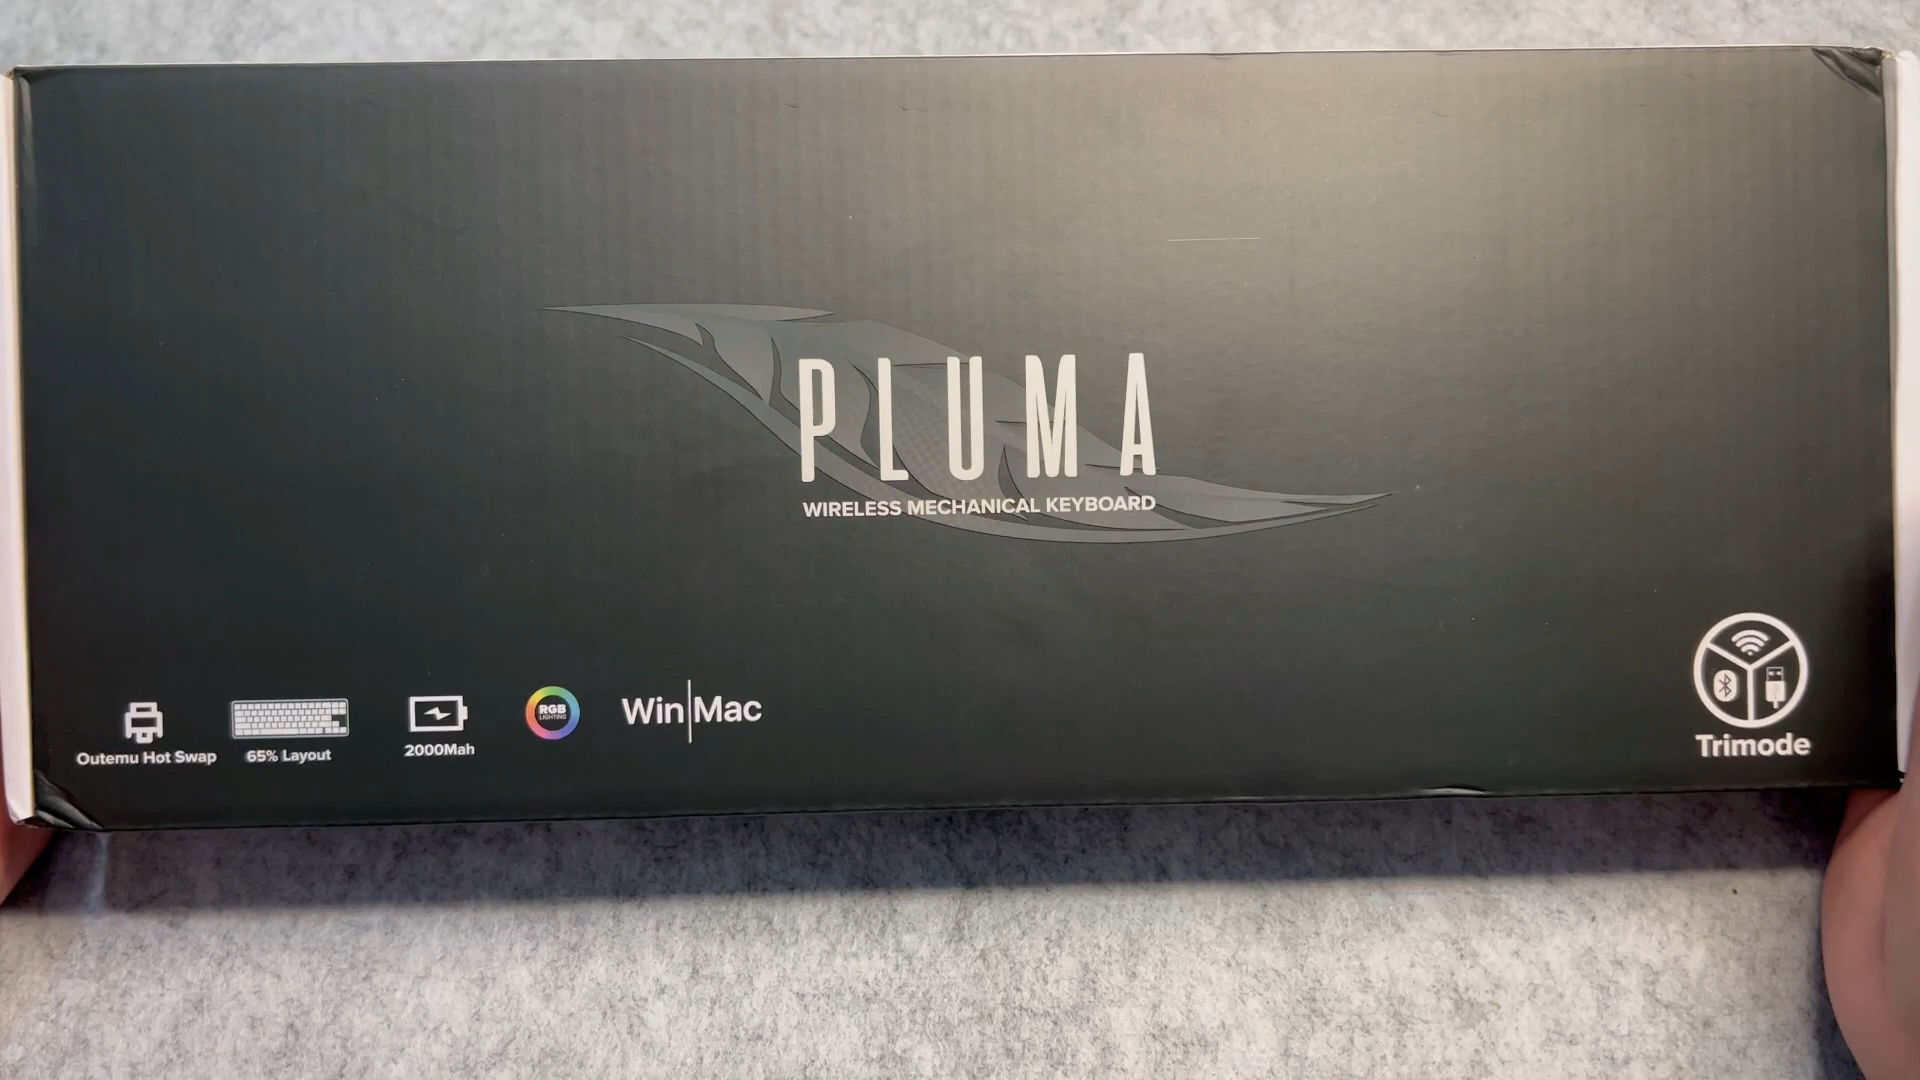 PLUMA
WIRELESS MECHANICAL KEYBOARD
Outemu Hot Swap
65% Layout
2000Mah
RGB
LIGHTING
Win|Mac
Trimode